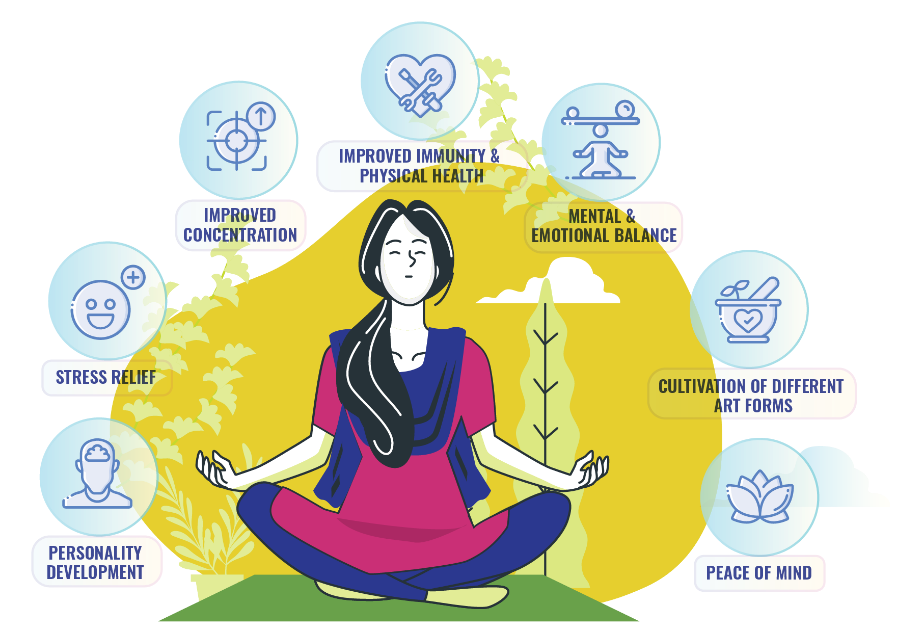 IMPROVED IMMUNITY &
PHYSICAL HEALTH
IMPROVED
CONCENTRATION
MENTAL &
EMOTIONAL BALANCE
STRESS RELIEF
CULTIVATION OF DIFFERENT
ART FORMS
PERSONALITY
DEVELOPMENT
PEACE OF MIND